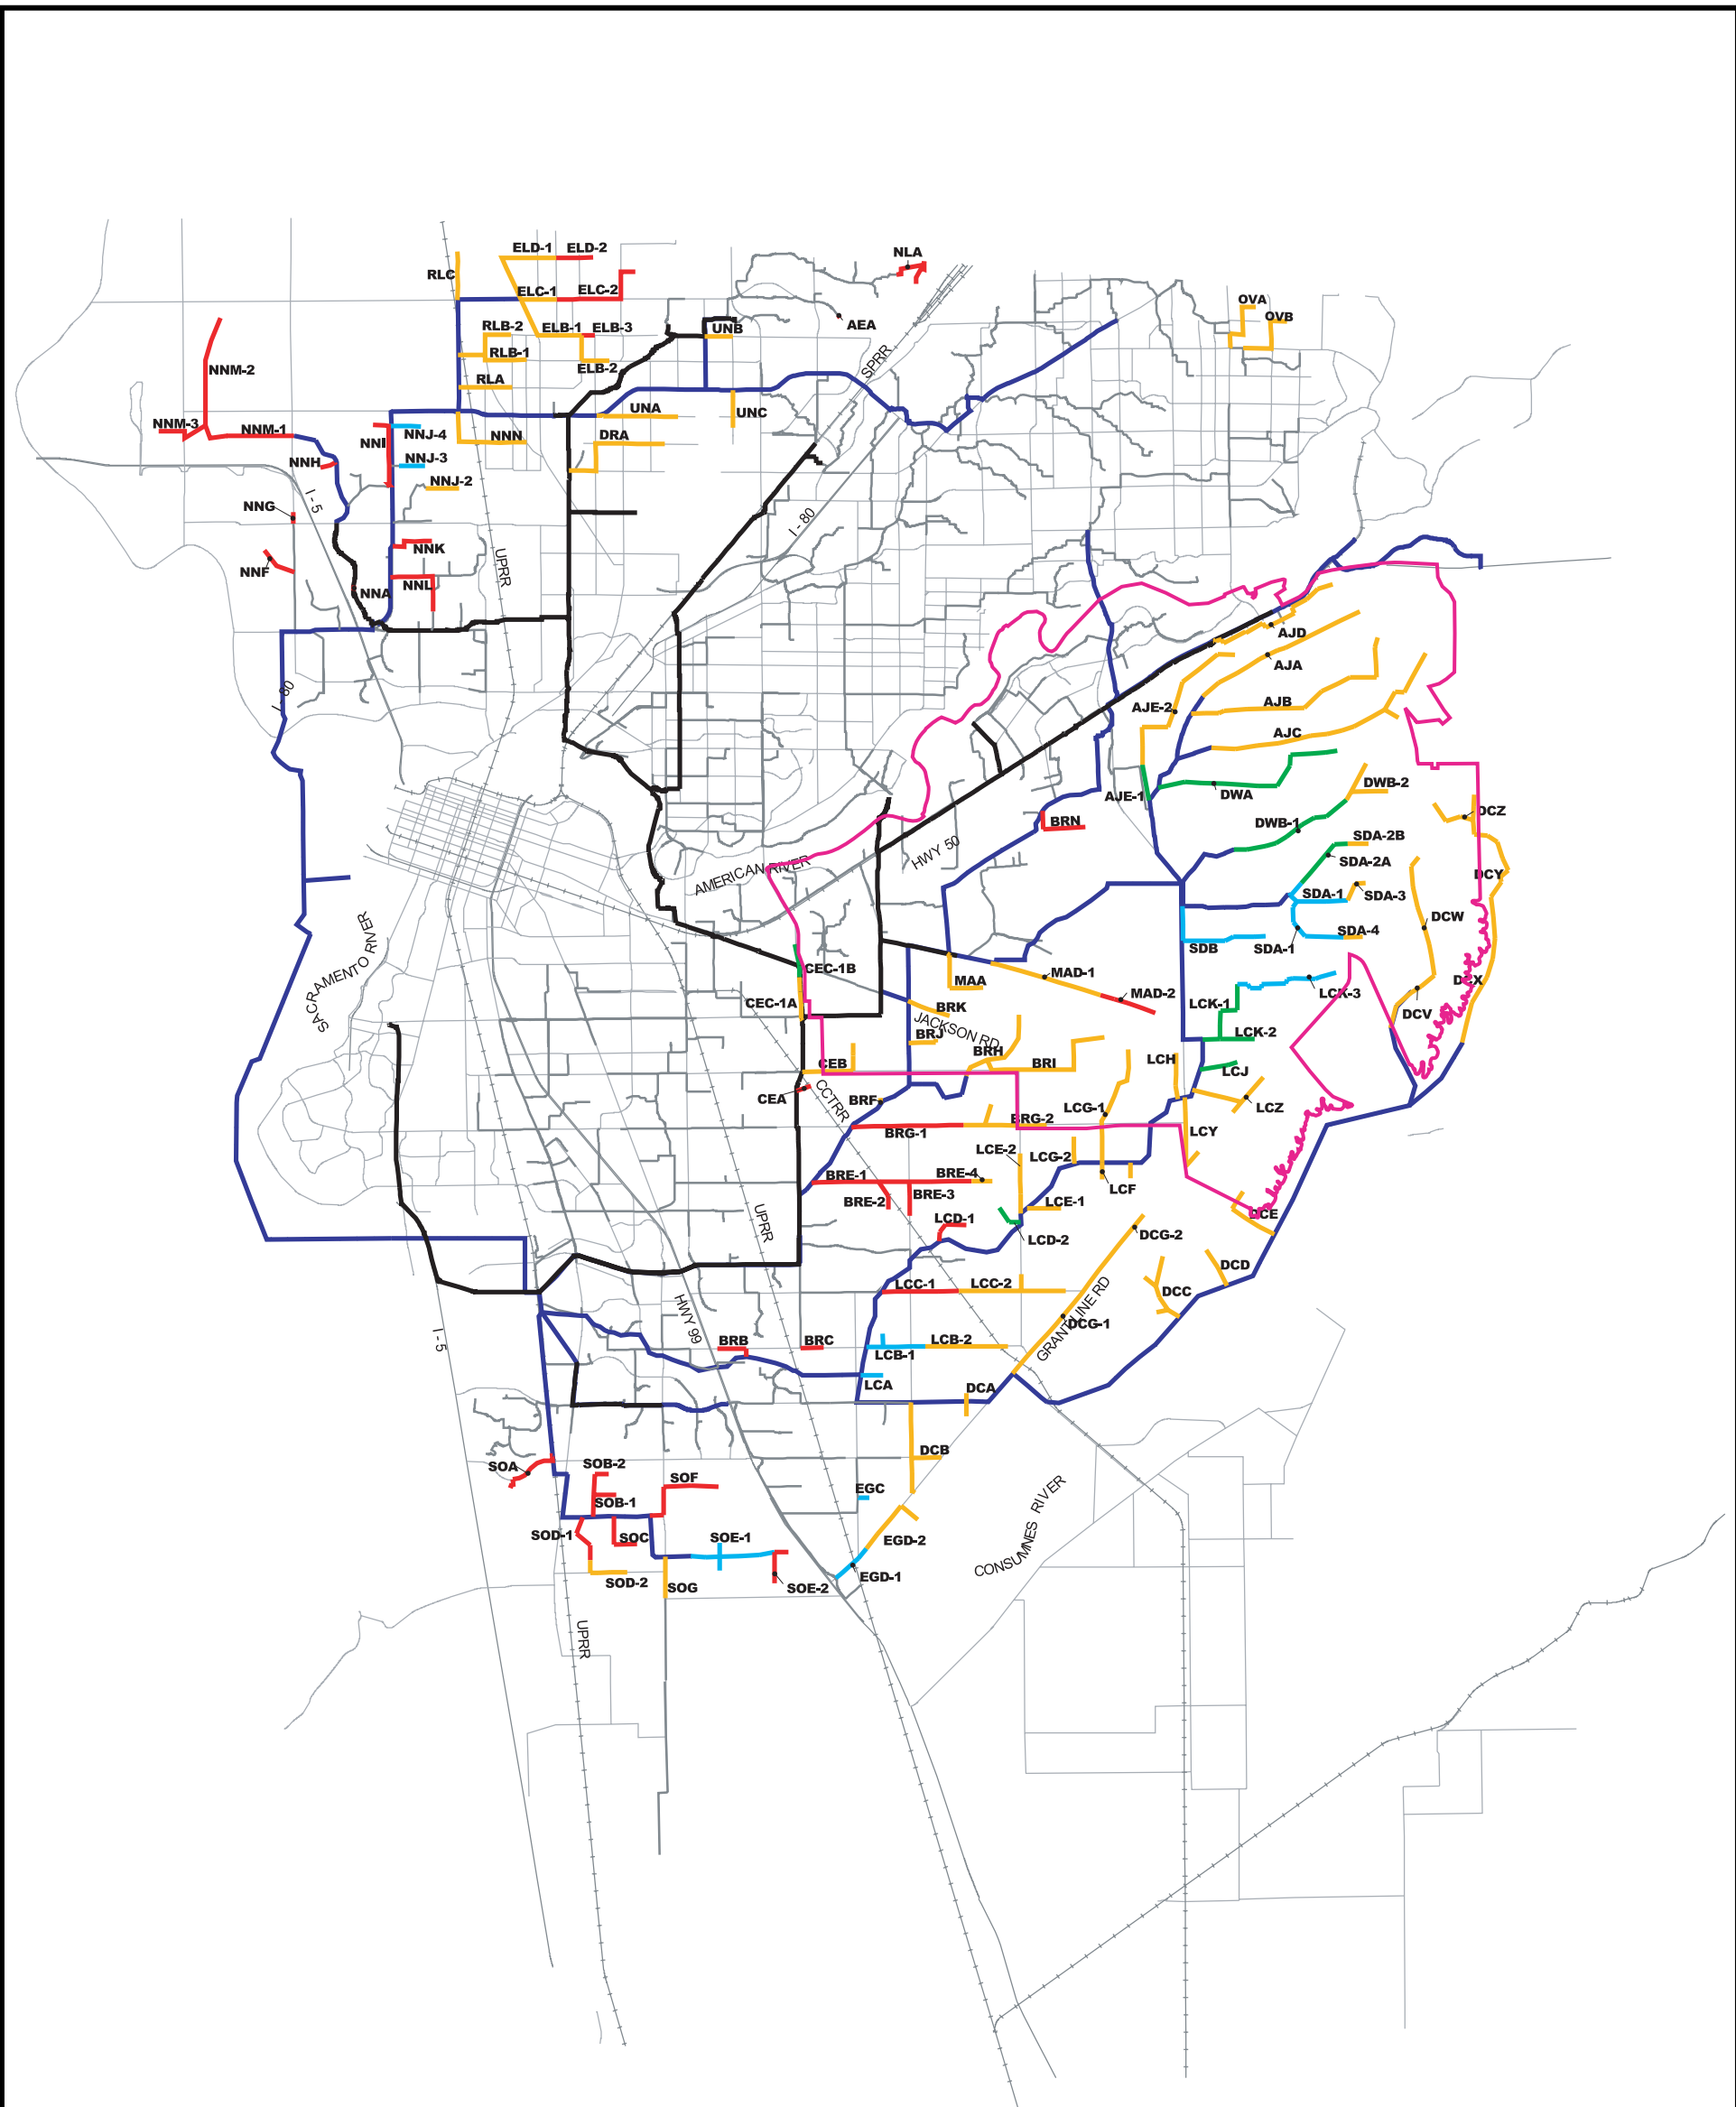 ELD-1
ELD-2
NLA
RLC
ELC-1
ELC-2
OVA
OVB
AEA
RLB-2
ELB-1
ELB-3
UNB
RLB-1
ELB-2
SPRR
NNM-2
RLA
UNA
UNC
NNM-3
NNM-1
NNI
NNJ-4
NNN
DRA
NNH
NNJ-3
NNJ-2
I - 5
NNG
I - 80
NNK
UPRR
NNF
NNL
NNA
AJD
AJA
I - 80
AJE-2
AJB
AJC
DWB-2
AJE-1
DWA
DCZ
BRN
DWB-1
SDA-2B
HWY 50
SDA-2A
AMERICAN RIVER
DCY
SDA-1
SDA-3
DCW
SACRAMENTO RIVER
SDA-4
SDB
SDA-1
CEC-1B
MAA
MAD-1
DCX
MAD-2
LCK-3
CEC-1A
BRK
LCK-1
DCV
JACKSON RD
BRJ
LCK-2
BRH
LCH
CEB
BRI
LCJ
CEA
CCTRR
BRF
LCG-1
LCZ
BRG-2
BRG-1
LCY
LCE-2
LCG-2
BRE-1
BRE-4
LCF
BRE-2
BRE-3
LCE-1
DCE
UPRR
LCD-1
LCD-2
DCG-2
DCD
LCC-1
LCC-2
DCC
GRANT LINE RD
DCG-1
HWY 99
I - 5
BRB
BRC
LCB-2
LCB-1
LCA
DCA
DCB
SOA
SOB-2
SOF
EGC
SOB-1
CONSUMNES RIVER
SOD-1
SOC
SOE-1
EGD-2
EGD-1
SOD-2
SOG
SOE-2
UPRR